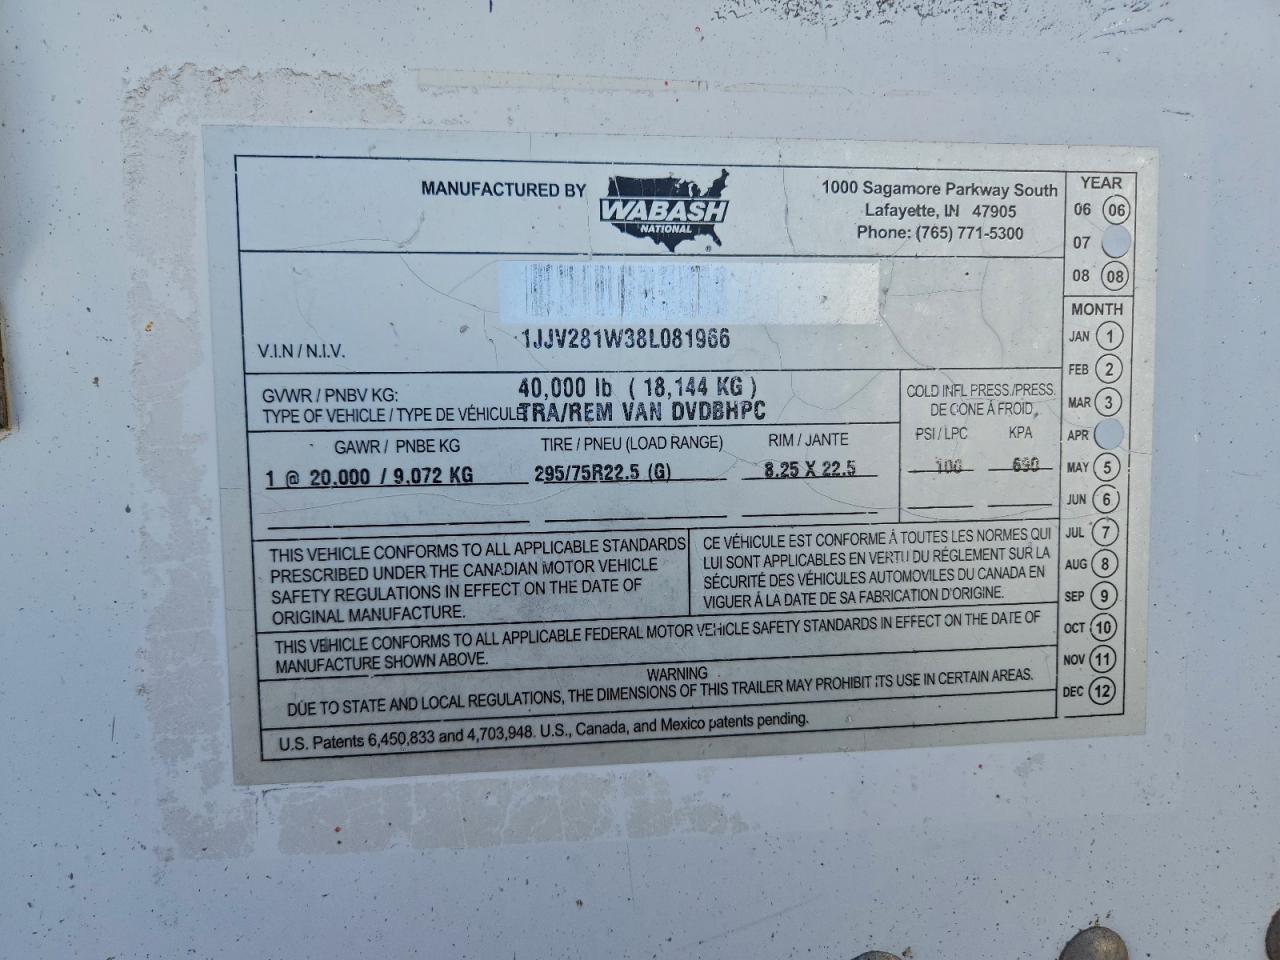 MANUFACTURED BY
WABASH
NATIONAL
®
1000 Sagamore Parkway South
Lafayette, IN 47905
Phone: (765) 771-5300
YEAR
06 06
07
08 08
MONTH
JAN 1
FEB 2
MAR 3
APR
MAY 5
JUN 6
JUL 7
AUG 8
SEP 9
OCT 10
NOV 11
DEC 12
1JJV281W38L081966
V.I.N / N.I.V.
GVWR / PNBV KG: 40,000 lb ( 18,144 KG )
TYPE OF VEHICLE / TYPE DE VÉHICULE TRA/REM VAN DVDBHPC
COLD INFL PRESS./PRESS.
DE CONE Á FROID,
PSI / LPC KPA
100 690
GAWR / PNBE KG TIRE / PNEU (LOAD RANGE) RIM / JANTE
1 @ 20,000 / 9,072 KG 295/75R22.5 (G) 8.25 X 22.5
THIS VEHICLE CONFORMS TO ALL APPLICABLE STANDARDS
PRESCRIBED UNDER THE CANADIAN MOTOR VEHICLE
SAFETY REGULATIONS IN EFFECT ON THE DATE OF
ORIGINAL MANUFACTURE.
CE VÉHICULE EST CONFORME Á TOUTES LES NORMES QUI
LUI SONT APPLICABLES EN VERTU DU RÉGLEMENT SUR LA
SÉCURITÉ DES VÉHICULES AUTOMOVILES DU CANADA EN
VIGUER Á LA DATE DE SA FABRICATION D'ORIGINE.
THIS VEHICLE CONFORMS TO ALL APPLICABLE FEDERAL MOTOR VEHICLE SAFETY STANDARDS IN EFFECT ON THE DATE OF
MANUFACTURE SHOWN ABOVE.
WARNING
DUE TO STATE AND LOCAL REGULATIONS, THE DIMENSIONS OF THIS TRAILER MAY PROHIBIT ITS USE IN CERTAIN AREAS.
U.S. Patents 6,450,833 and 4,703,948. U.S., Canada, and Mexico patents pending.